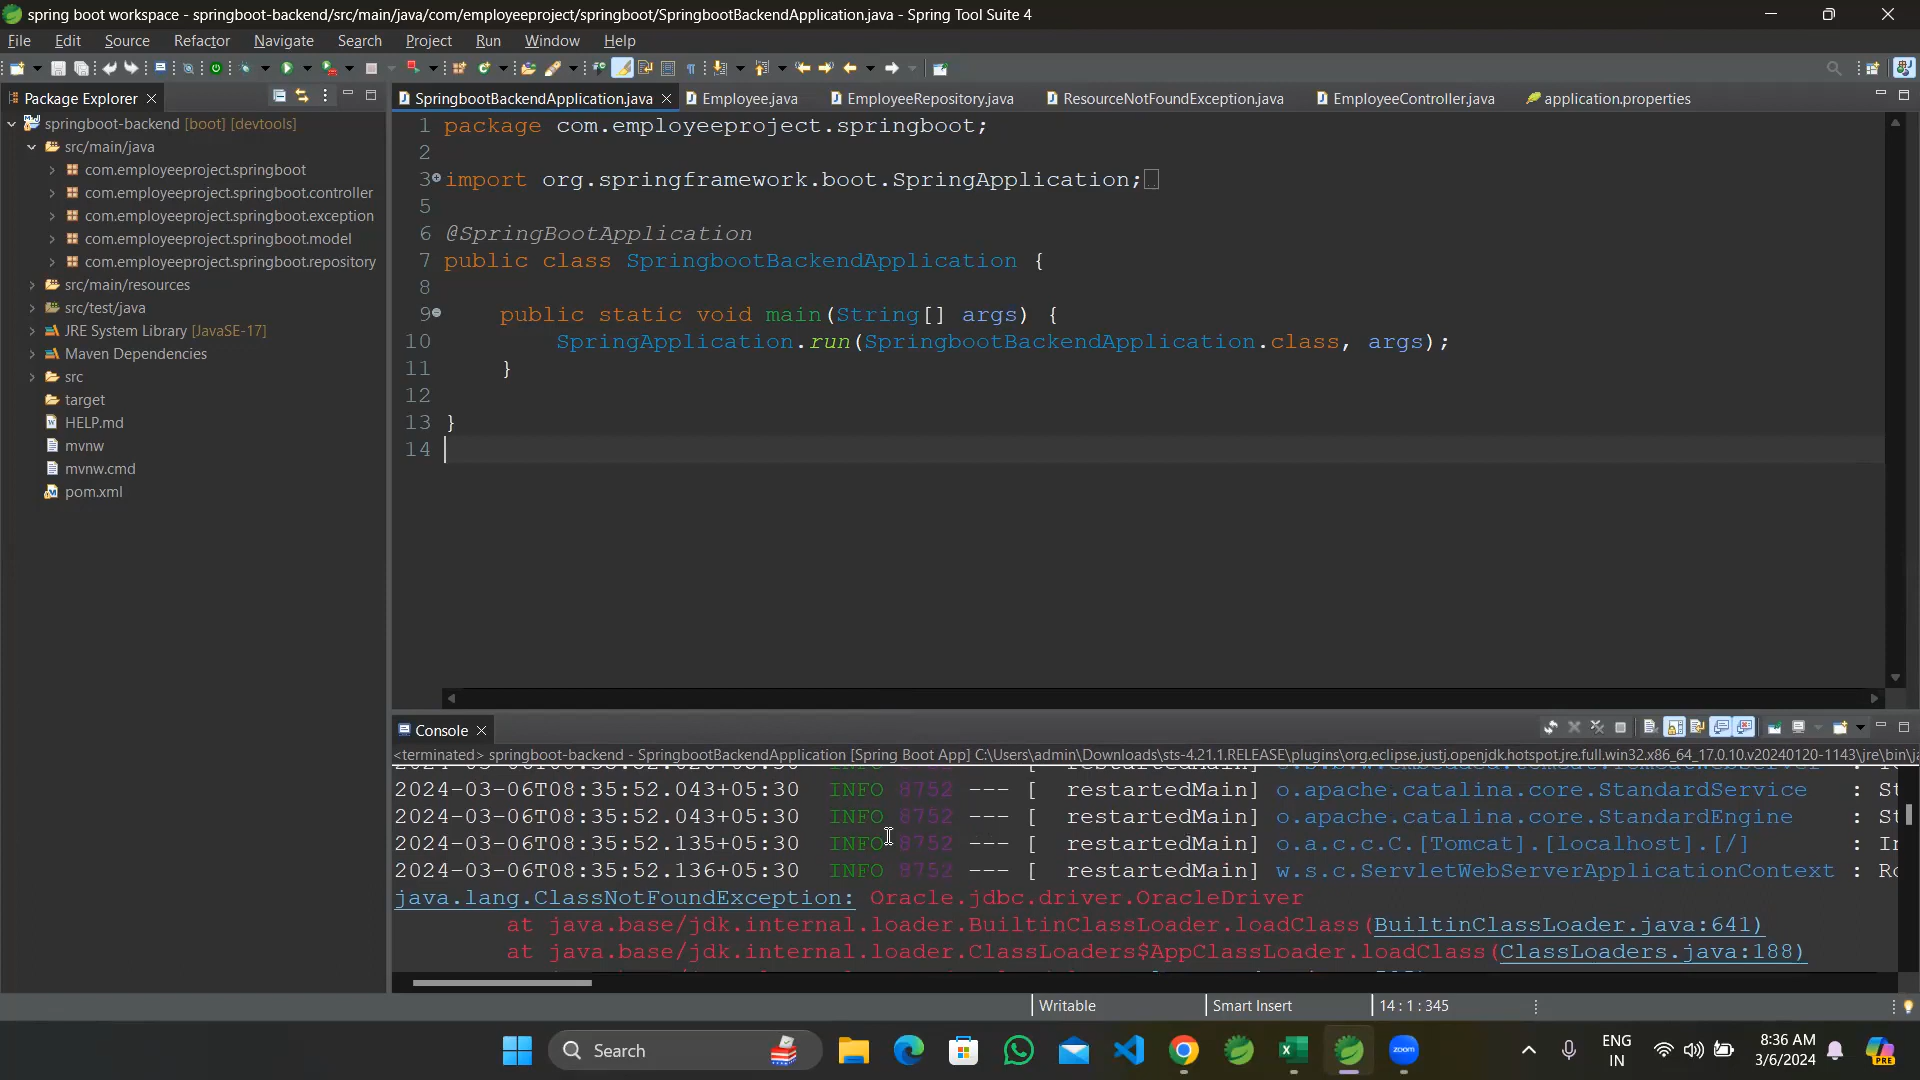 spring boot workspace - springboot-backend/src/main/java/com/employeeproject/springboot/SpringbootBackendApplication.java - Spring Tool Suite 4
File Edit Source Refactor Navigate Search Project Run Window Help
Package Explorer
springboot-backend [boot] [devtools]
src/main/java
com.employeeproject.springboot
com.employeeproject.springboot.controller
com.employeeproject.springboot.exception
com.employeeproject.springboot.model
com.employeeproject.springboot.repository
src/main/resources
src/test/java
JRE System Library [JavaSE-17]
Maven Dependencies
src
target
HELP.md
mvnw
mvnw.cmd
pom.xml
SpringbootBackendApplication.java Employee.java EmployeeRepository.java ResourceNotFoundException.java EmployeeController.java application.properties
1 package com.employeeproject.springboot;
2
3 import org.springframework.boot.SpringApplication;
5
6 @SpringBootApplication
7 public class SpringbootBackendApplication {
8
9 public static void main(String[] args) {
10 SpringApplication.run(SpringbootBackendApplication.class, args);
11 }
12
13 }
14
Console
<terminated> springboot-backend - SpringbootBackendApplication [Spring Boot App] C:\Users\admin\Downloads\sts-4.21.1.RELEASE\plugins\org.eclipse.justj.openjdk.hotspot.jre.full.win32.x86_64_17.0.10.v20240120-1143\jre\bin\ja
2024-03-06T08:35:52.043+05:30 INFO 8752 --- [ restartedMain] o.apache.catalina.core.StandardService : St
2024-03-06T08:35:52.043+05:30 INFO 8752 --- [ restartedMain] o.apache.catalina.core.StandardEngine : St
2024-03-06T08:35:52.135+05:30 INFO 8752 --- [ restartedMain] o.a.c.c.C.[Tomcat].[localhost].[/] : In
2024-03-06T08:35:52.136+05:30 INFO 8752 --- [ restartedMain] w.s.c.ServletWebServerApplicationContext : Ro
java.lang.ClassNotFoundException: Oracle.jdbc.driver.OracleDriver
at java.base/jdk.internal.loader.BuiltinClassLoader.loadClass(BuiltinClassLoader.java:641)
at java.base/jdk.internal.loader.ClassLoaders$AppClassLoader.loadClass(ClassLoaders.java:188)
Writable Smart Insert 14 : 1 : 345
Search
zoom
ENG
IN
8:36 AM
3/6/2024
PRE